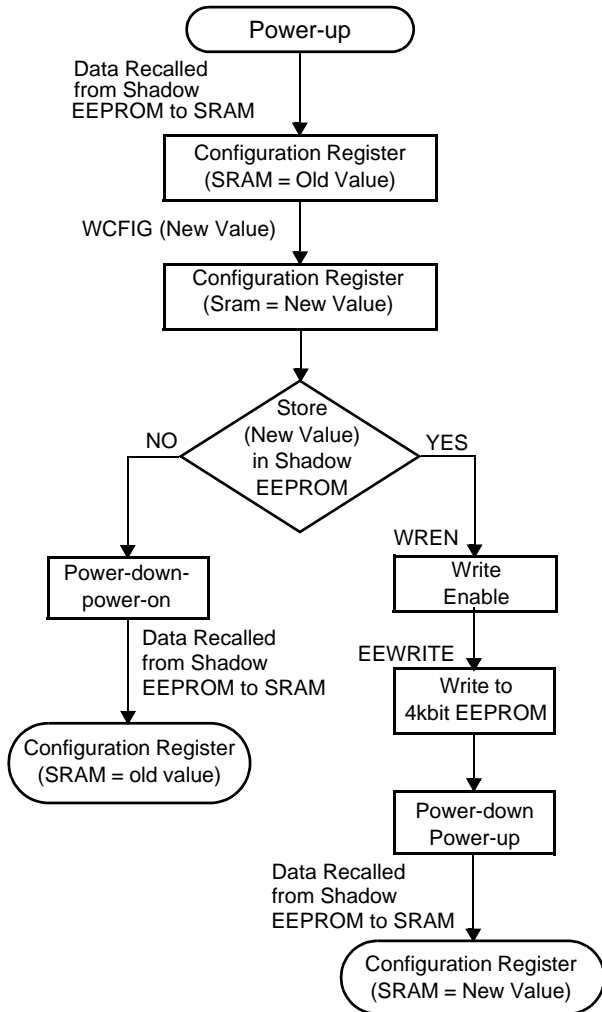 Power-up
Data Recalled
from Shadow
EEPROM to SRAM
Configuration Register
(SRAM = Old Value)
WCFIG (New Value)
Configuration Register
(Sram = New Value)
Store
(New Value)
in Shadow
EEPROM
NO
YES
Power-down-
power-on
Data Recalled
from Shadow
EEPROM to SRAM
Configuration Register
(SRAM = old value)
WREN
Write
Enable
EEWRITE
Write to
4kbit EEPROM
Power-down
Power-up
Data Recalled
from Shadow
EEPROM to SRAM
Configuration Register
(SRAM = New Value)